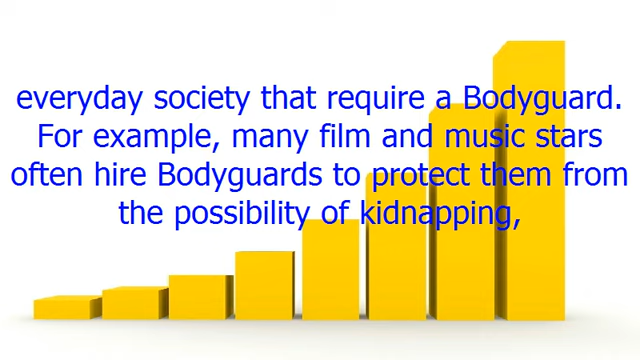 everyday society that require a Bodyguard.
For example, many film and music stars
often hire Bodyguards to protect them from
the possibility of kidnapping,